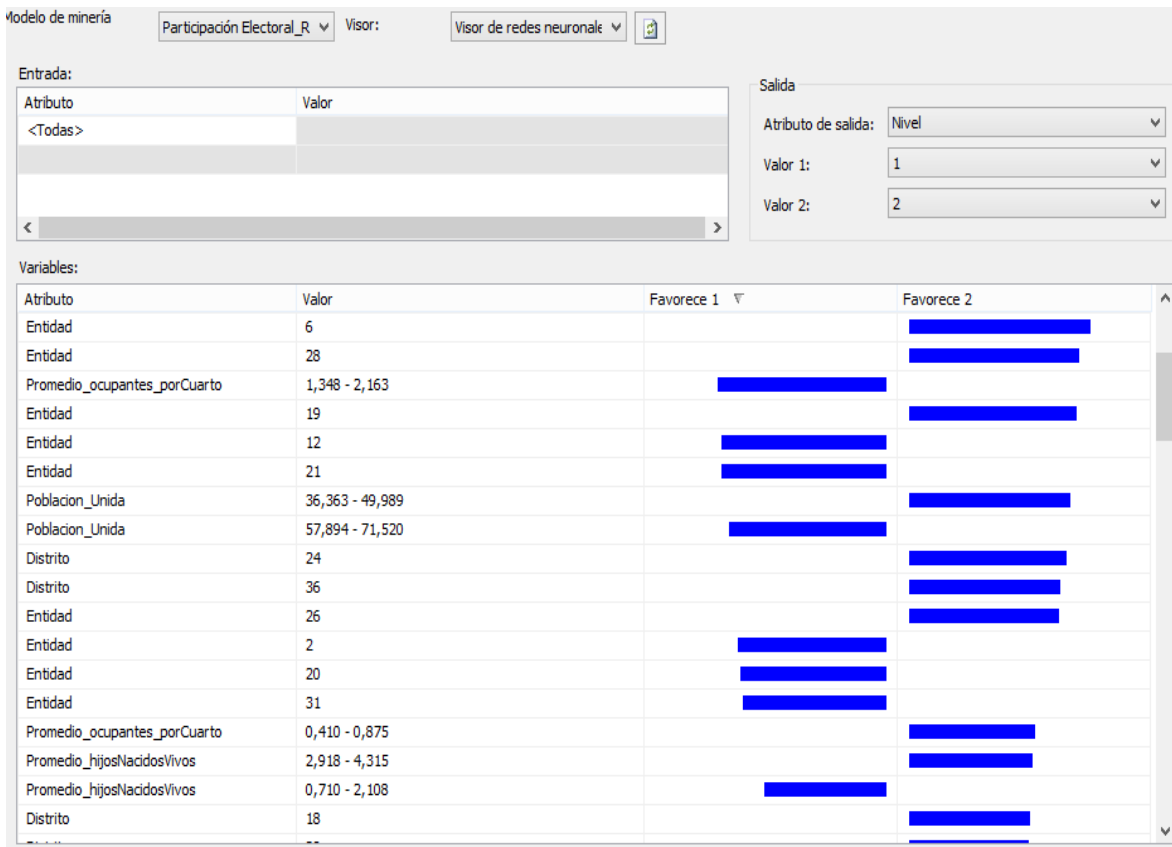 Modelo de minería Participación Electoral_R Visor: Visor de redes neuronale
Entrada:
Atributo Valor
<Todas>
Salida
Atributo de salida: Nivel
Valor 1: 1
Valor 2: 2
Variables:
Atributo Valor Favorece 1 Favorece 2
Entidad 6
Entidad 28
Promedio_ocupantes_porCuarto 1,348 - 2,163
Entidad 19
Entidad 12
Entidad 21
Poblacion_Unida 36,363 - 49,989
Poblacion_Unida 57,894 - 71,520
Distrito 24
Distrito 36
Entidad 26
Entidad 2
Entidad 20
Entidad 31
Promedio_ocupantes_porCuarto 0,410 - 0,875
Promedio_hijosNacidosVivos 2,918 - 4,315
Promedio_hijosNacidosVivos 0,710 - 2,108
Distrito 18